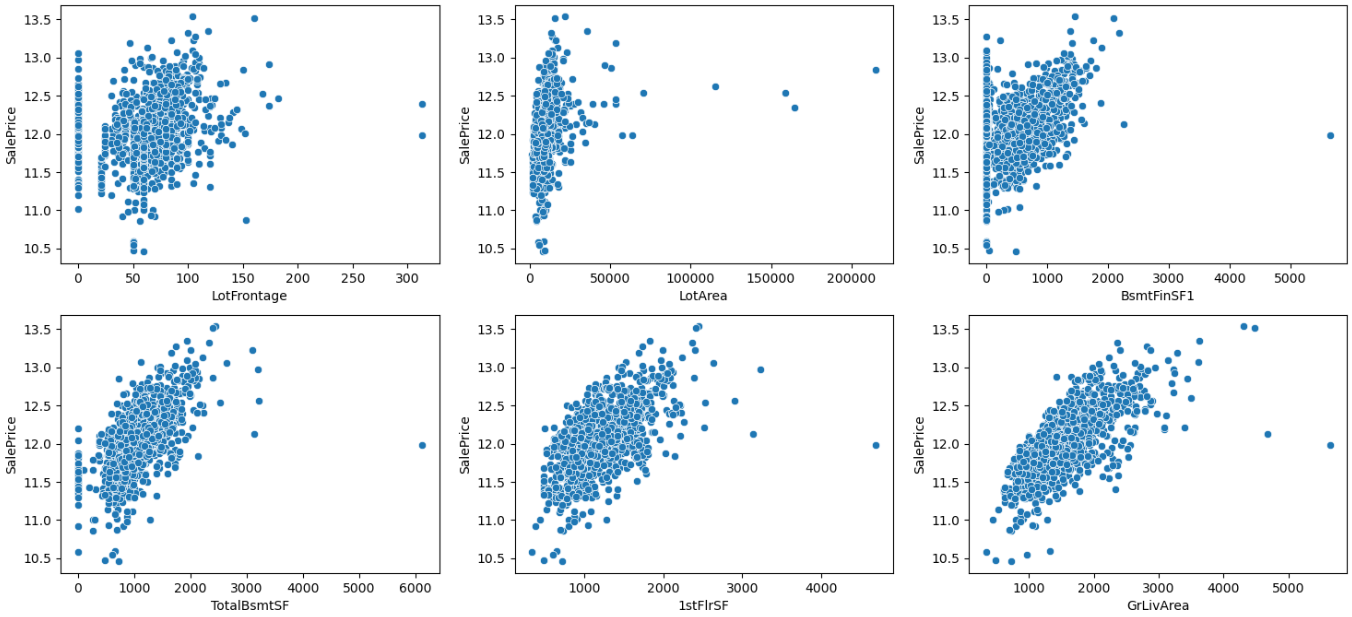 SalePrice
13.5
13.0
12.5
12.0
11.5
11.0
10.5
0 50 100 150 200 250 300
LotFrontage
SalePrice
13.5
13.0
12.5
12.0
11.5
11.0
10.5
0 50000 100000 150000 200000
LotArea
SalePrice
13.5
13.0
12.5
12.0
11.5
11.0
10.5
0 1000 2000 3000 4000 5000
BsmtFinSF1
SalePrice
13.5
13.0
12.5
12.0
11.5
11.0
10.5
0 1000 2000 3000 4000 5000 6000
TotalBsmtSF
SalePrice
13.5
13.0
12.5
12.0
11.5
11.0
10.5
1000 2000 3000 4000
1stFlrSF
SalePrice
13.5
13.0
12.5
12.0
11.5
11.0
10.5
1000 2000 3000 4000 5000
GrLivArea